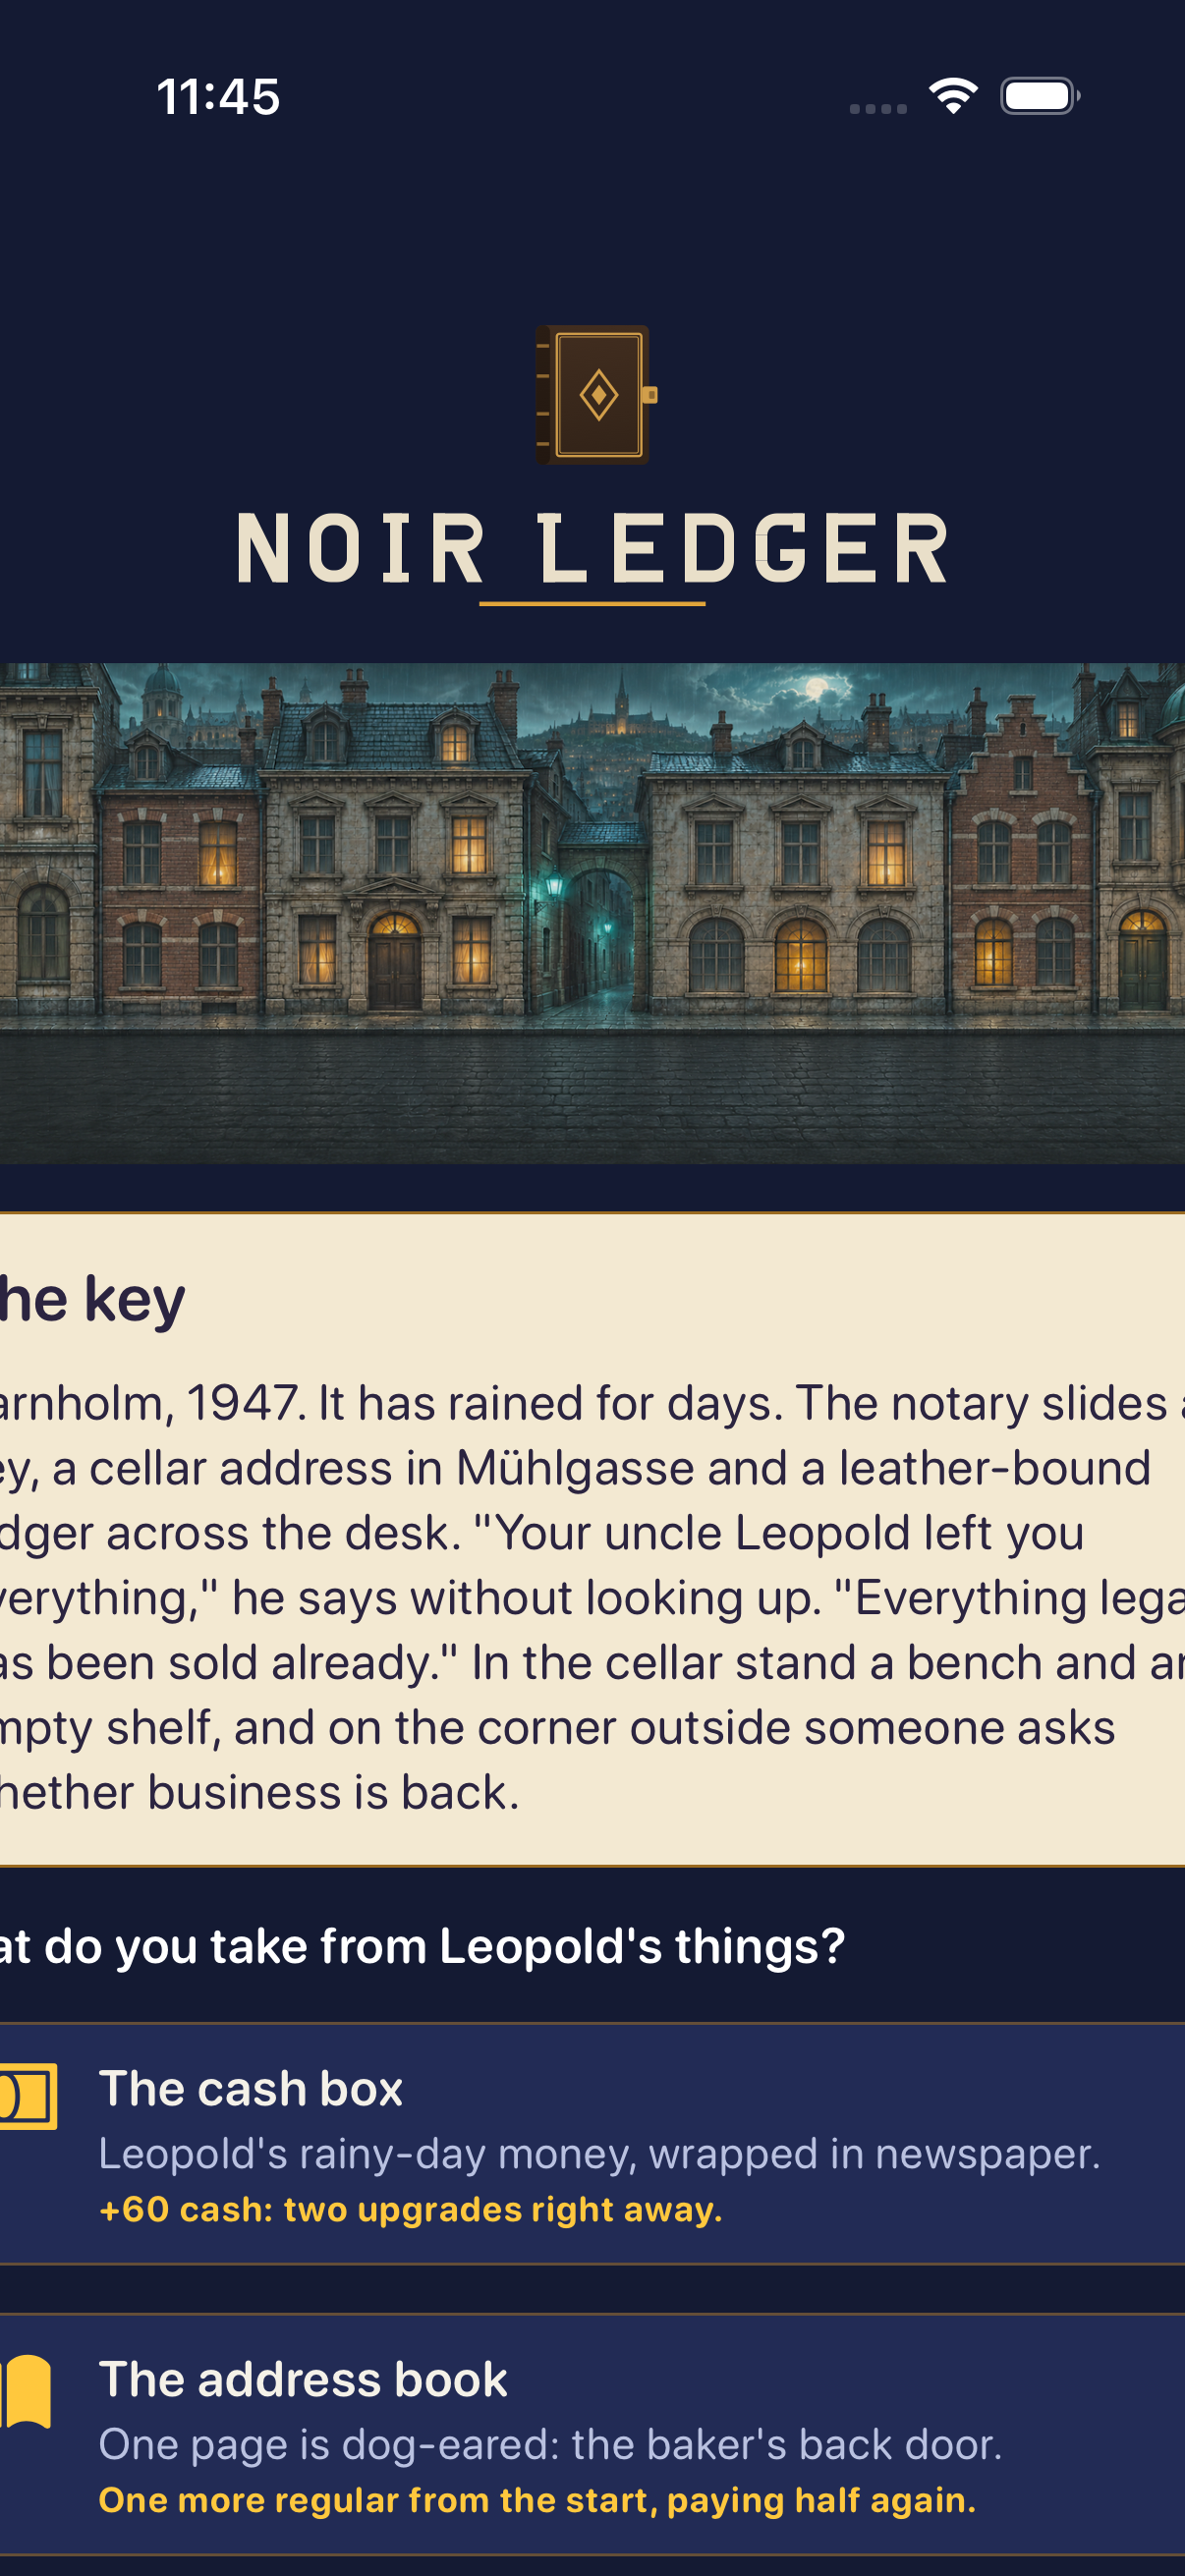 11:45
NOIR LEDGER
he key
arnholm, 1947. It has rained for days. The notary slides a
ey, a cellar address in Mühlgasse and a leather-bound
dger across the desk. "Your uncle Leopold left you
verything," he says without looking up. "Everything lega
as been sold already." In the cellar stand a bench and an
mpty shelf, and on the corner outside someone asks
hether business is back.
at do you take from Leopold's things?
The cash box
Leopold's rainy-day money, wrapped in newspaper.
+60 cash: two upgrades right away.
The address book
One page is dog-eared: the baker's back door.
One more regular from the start, paying half again.